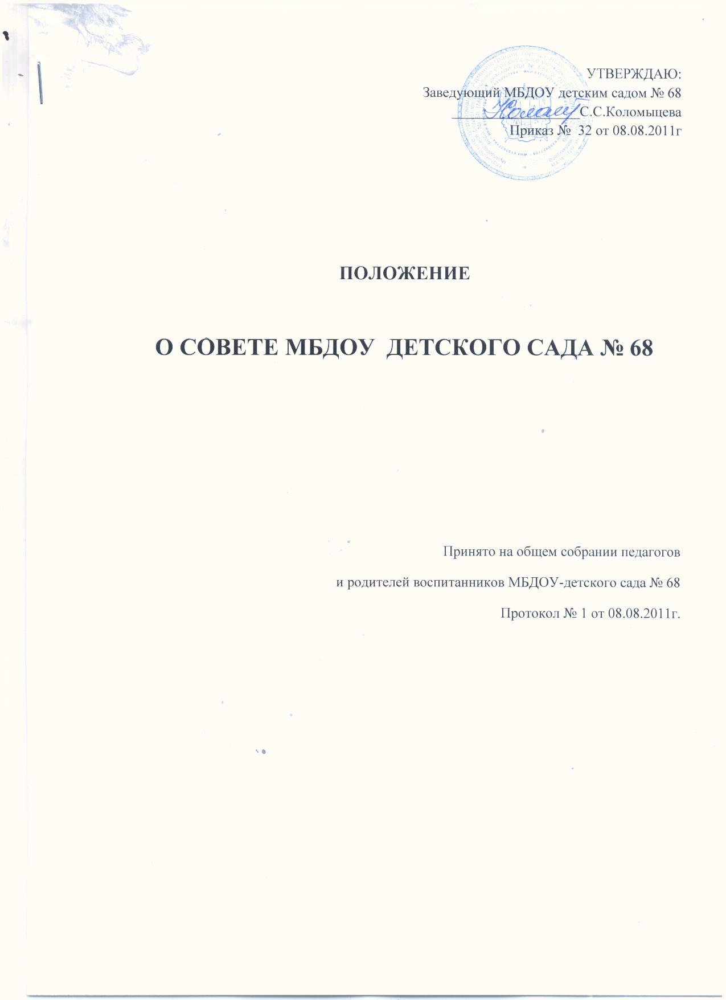 УТВЕРЖДАЮ:
Заведующий МБДОУ детским садом № 68
С.С.Коломыцева
Приказ № 32 от 08.08.2011г
ПОЛОЖЕНИЕ
О СОВЕТЕ МБДОУ ДЕТСКОГО САДА № 68
Принято на общем собрании педагогов
и родителей воспитанников МБДОУ-детского сада № 68
Протокол № 1 от 08.08.2011г.